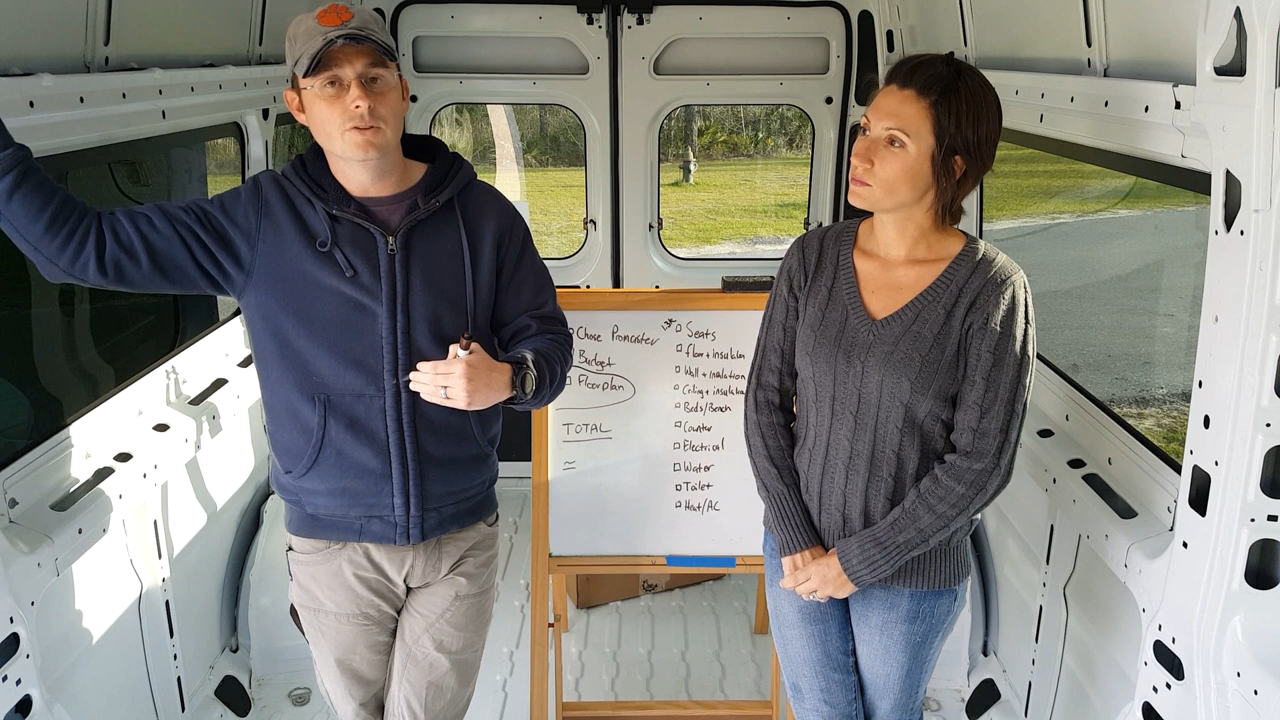 Chose Promaster
Budget
Floorplan
TOTAL
≈
Seats
floor + insulation
Wall + insulation
Ceiling + insulation
Beds/Bench
Counter
Electrical
Water
Toilet
Heat/AC